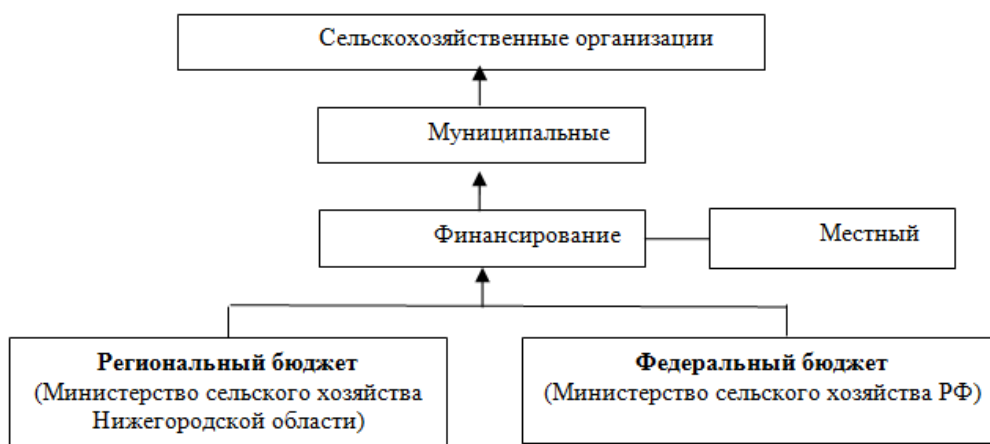 Сельскохозяйственные организации
Муниципальные
Финансирование
Местный
Региональный бюджет
(Министерство сельского хозяйства
Нижегородской области)
Федеральный бюджет
(Министерство сельского хозяйства РФ)